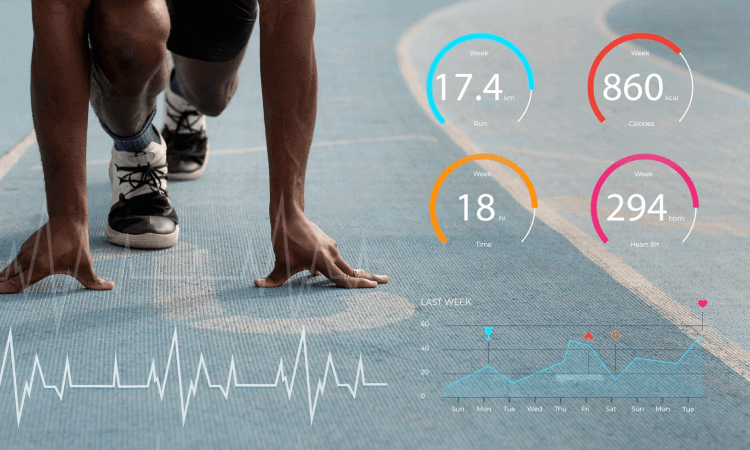 Week
17.4 km
Run
Week
860 kcal
Calories
Week
18 hr
Time
Week
294 bpm
Heart Bit
LAST WEEK
60
40
20
0
Sun Mon Tue Wed Thu Fri Sat Sun Mon Tue